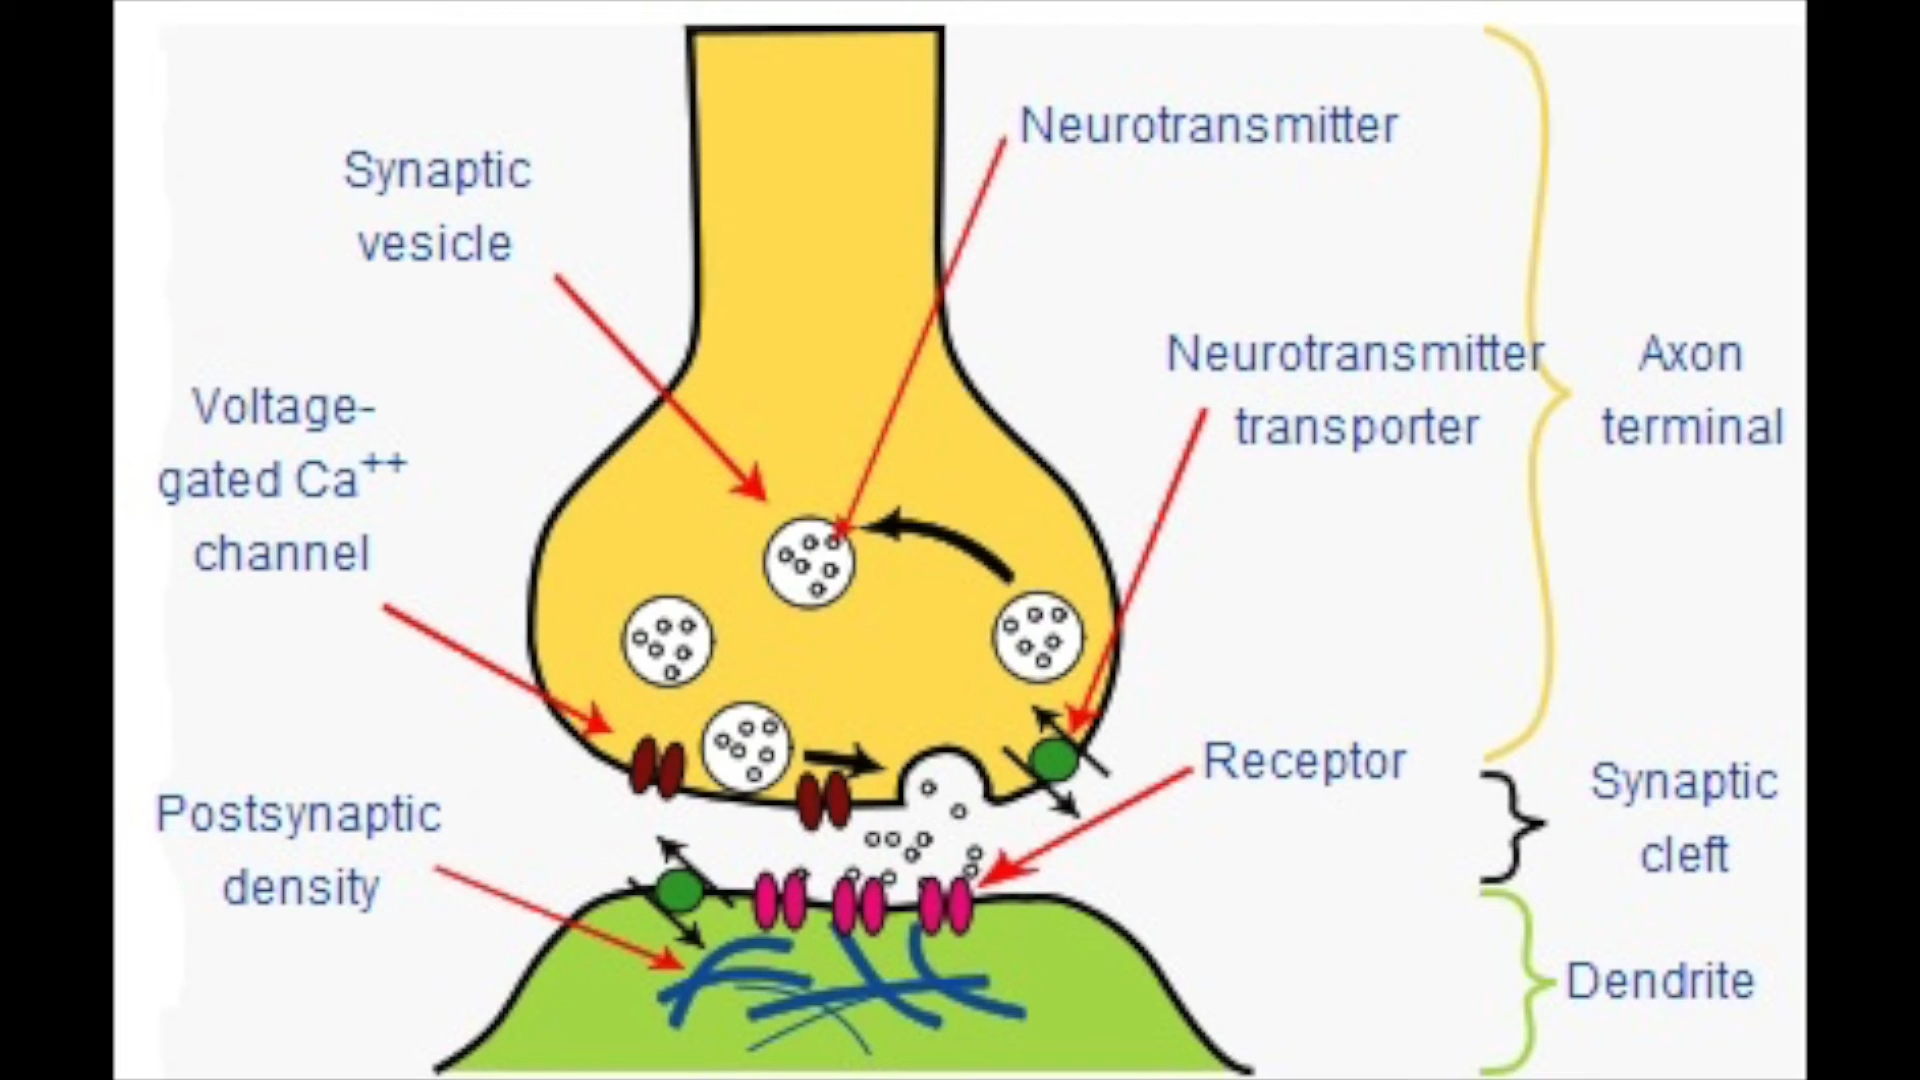 Neurotransmitter
Synaptic
vesicle
Neurotransmitter
transporter
Axon
terminal
Voltage-
gated Ca++
channel
Receptor
Synaptic
cleft
Postsynaptic
density
Dendrite